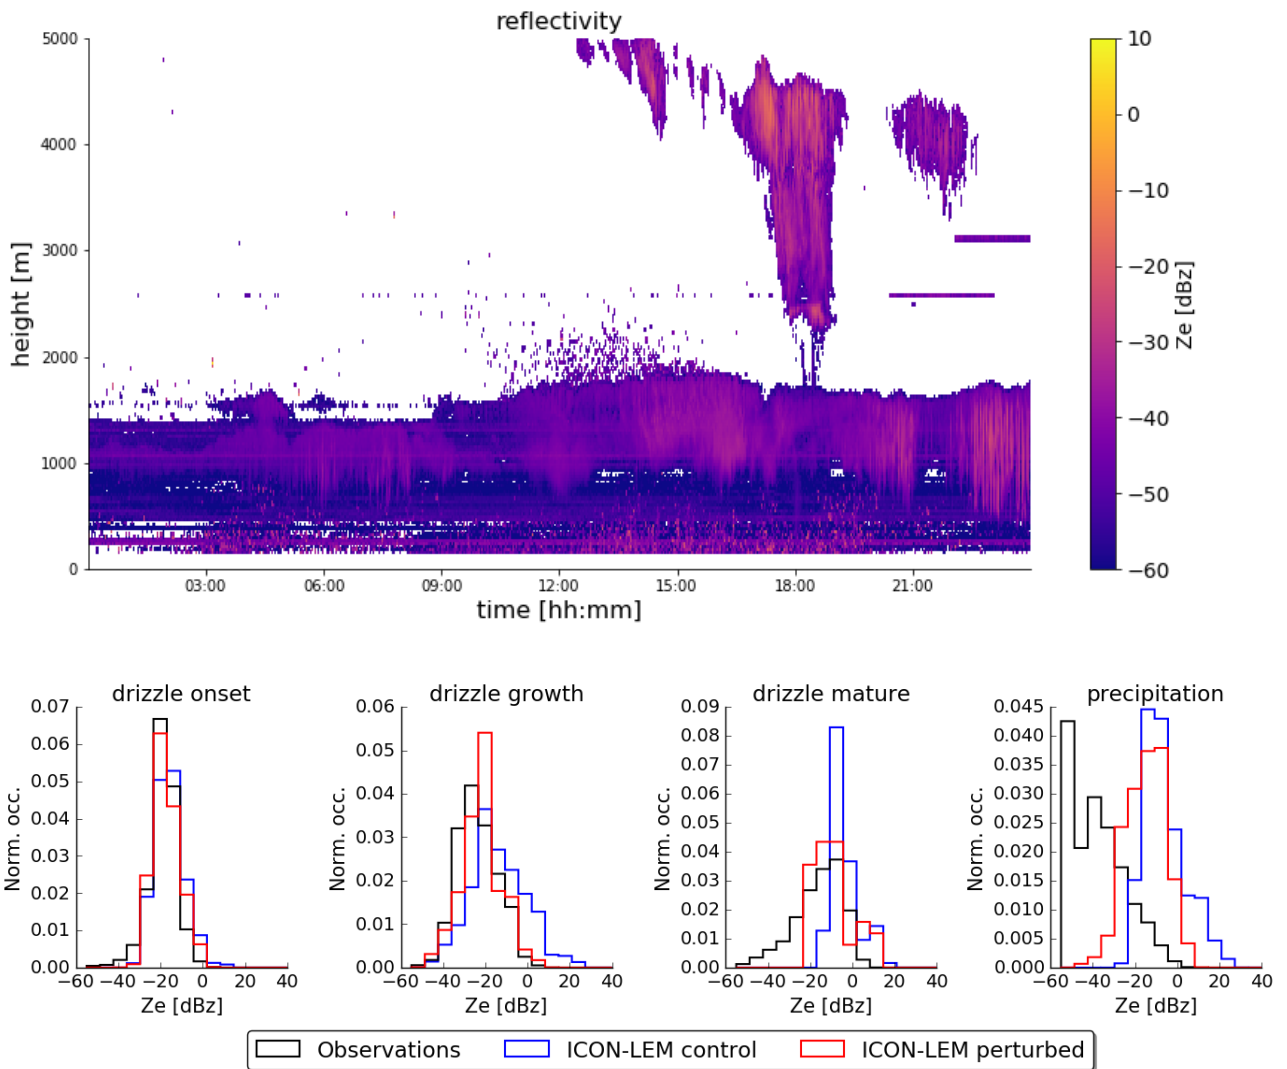 reflectivity
5000
4000
3000
2000
1000
0
height [m]
03:00 06:00 09:00 12:00 15:00 18:00 21:00
time [hh:mm]
10
0
−10
−20
−30
−40
−50
−60
Ze [dBz]
drizzle onset
0.07
0.06
0.05
0.04
0.03
0.02
0.01
0.00
Norm. occ.
−60 −40 −20 0 20 40
Ze [dBz]
drizzle growth
0.06
0.05
0.04
0.03
0.02
0.01
0.00
Norm. occ.
−60 −40 −20 0 20 40
Ze [dBz]
drizzle mature
0.09
0.08
0.07
0.06
0.05
0.04
0.03
0.02
0.01
0.00
Norm. occ.
−60 −40 −20 0 20 40
Ze [dBz]
precipitation
0.045
0.040
0.035
0.030
0.025
0.020
0.015
0.010
0.005
0.000
Norm. occ.
−60 −40 −20 0 20 40
Ze [dBz]
Observations ICON-LEM control ICON-LEM perturbed